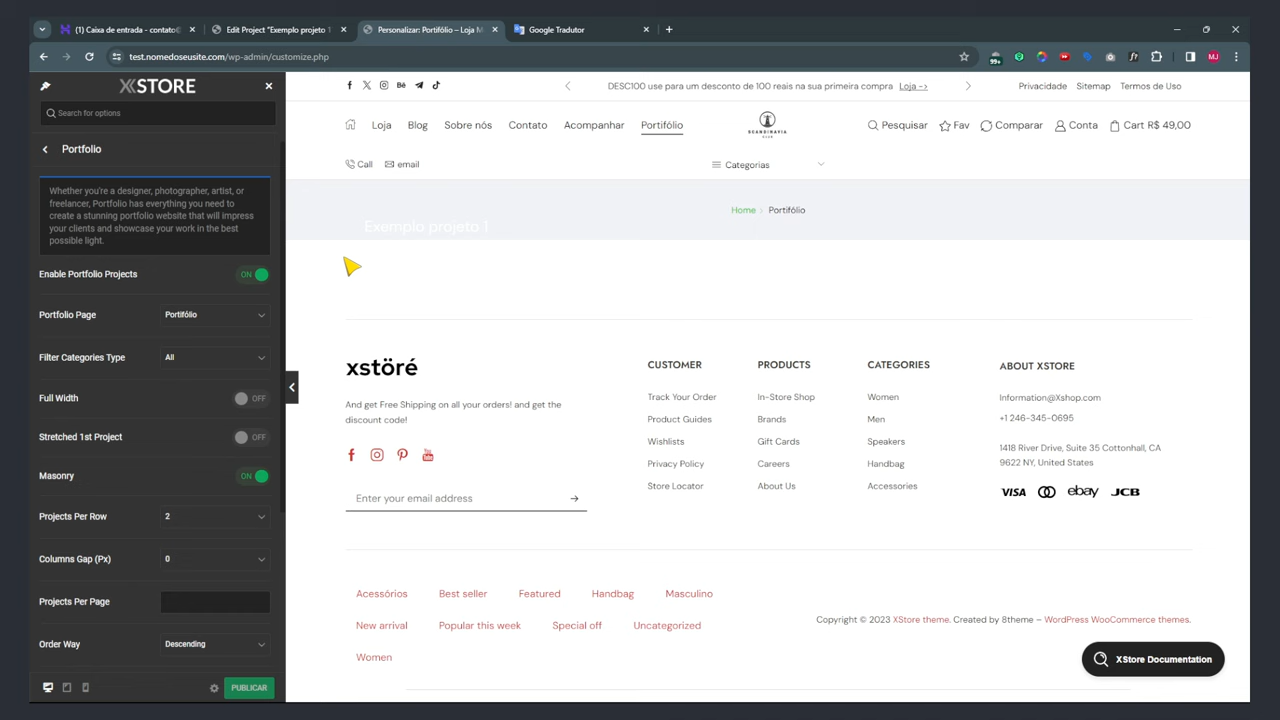 (1) Caixa de entrada - contato@
Edit Project "Exemplo projeto 1"
Personalizar: Portifólio – Loja M
Google Tradutor
test.nomedoseusite.com/wp-admin/customize.php
99+
MJ
XSTORE
Search for options
Portfolio
Whether you're a designer, photographer, artist, or
freelancer, Portfolio has everything you need to
create a stunning portfolio website that will impress
your clients and showcase your work in the best
possible light.
Enable Portfolio Projects ON
Portfolio Page Portifólio
Filter Categories Type All
Full Width OFF
Stretched 1st Project OFF
Masonry ON
Projects Per Row 2
Columns Gap (Px) 0
Projects Per Page
Order Way Descending
PUBLICAR
DESC100 use para um desconto de 100 reais na sua primeira compra Loja ->
Privacidade Sitemap Termos de Uso
Loja Blog Sobre nós Contato Acompanhar Portifólio
SCANDINAVIA
Pesquisar Fav Comparar Conta Cart R$ 49,00
Call email
Categorias
Home Portifólio
Exemplo projeto 1
xstöré
And get Free Shipping on all your orders! and get the
discount code!
Enter your email address
CUSTOMER
Track Your Order
Product Guides
Wishlists
Privacy Policy
Store Locator
PRODUCTS
In-Store Shop
Brands
Gift Cards
Careers
About Us
CATEGORIES
Women
Men
Speakers
Handbag
Accessories
ABOUT XSTORE
Information@Xshop.com
+1 246-345-0695
1418 River Drive, Suite 35 Cottonhall, CA
9622 NY, United States
VISA ebay JCB
Acessórios Best seller Featured Handbag Masculino
New arrival Popular this week Special off Uncategorized
Women
Copyright © 2023 XStore theme. Created by 8theme – WordPress WooCommerce themes.
XStore Documentation